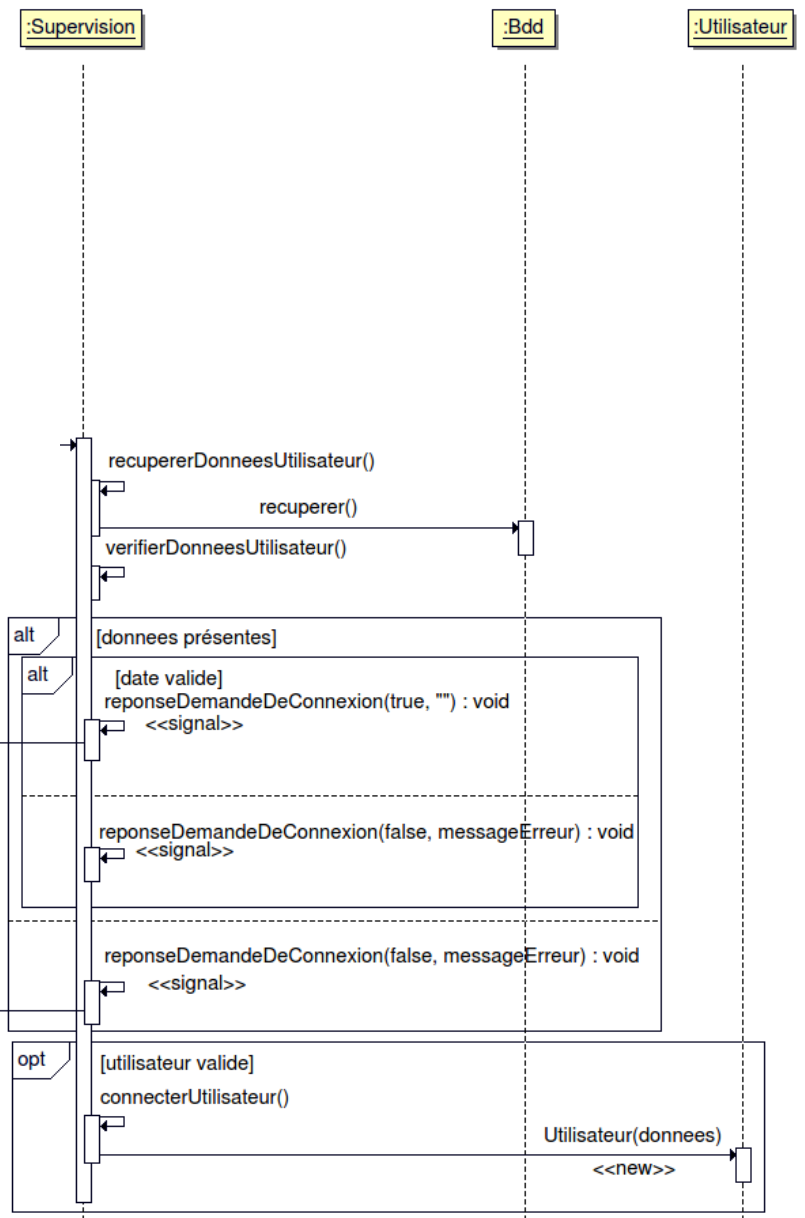 :Supervision
:Bdd
:Utilisateur
recupererDonneesUtilisateur()
recuperer()
verifierDonneesUtilisateur()
alt
[donnees présentes]
alt
[date valide]
reponseDemandeDeConnexion(true, "") : void
<<signal>>
reponseDemandeDeConnexion(false, messageErreur) : void
<<signal>>
reponseDemandeDeConnexion(false, messageErreur) : void
<<signal>>
opt
[utilisateur valide]
connecterUtilisateur()
Utilisateur(donnees)
<<new>>